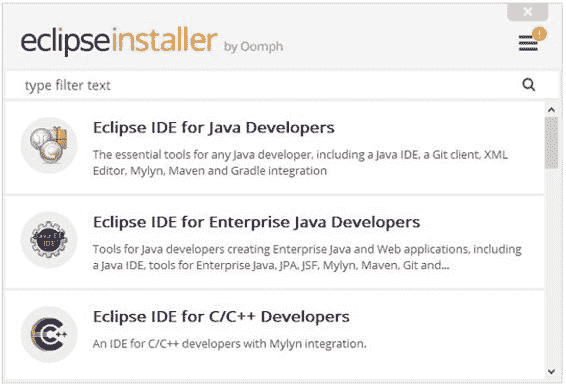 eclipseinstaller by Oomph
type filter text
Eclipse IDE for Java Developers
The essential tools for any Java developer, including a Java IDE, a Git client, XML
Editor, Mylyn, Maven and Gradle integration
Java EE
IDE
Eclipse IDE for Enterprise Java Developers
Tools for Java developers creating Enterprise Java and Web applications, including
a Java IDE, tools for Enterprise Java, JPA, JSF, Mylyn, Maven, Git and...
C++
Eclipse IDE for C/C++ Developers
An IDE for C/C++ developers with Mylyn integration.